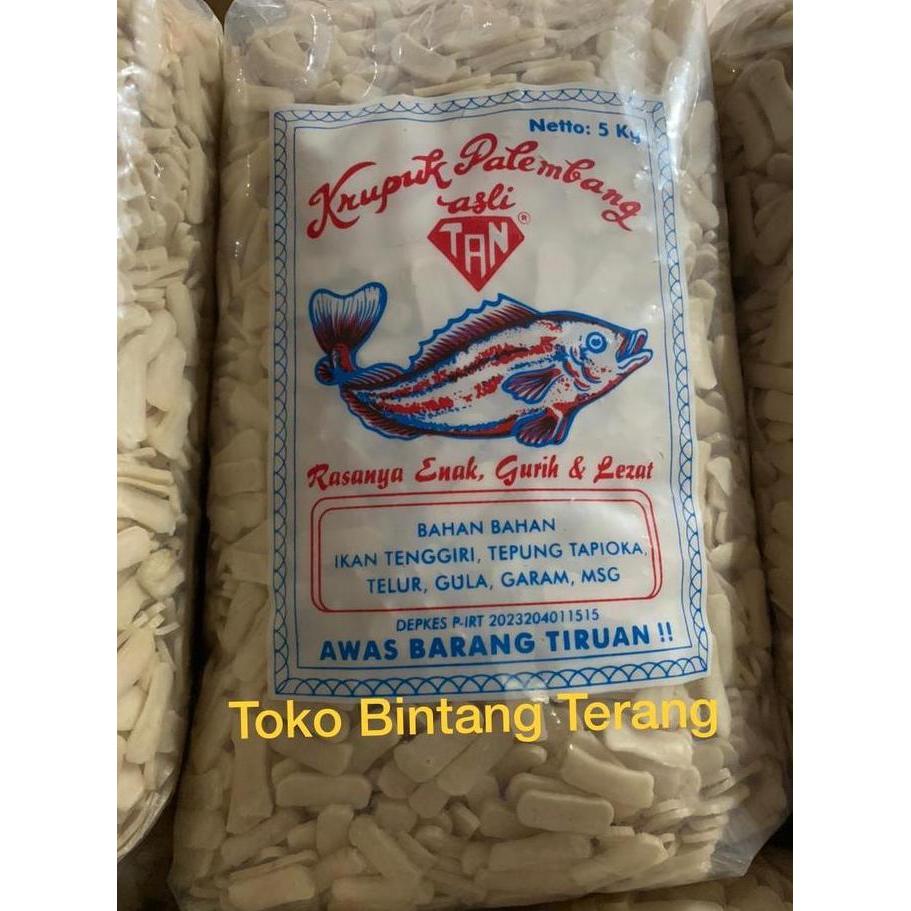 Netto: 5 Kg
Krupuk Palembang
asli
TAN ®
Rasanya Enak, Gurih & Lezat
BAHAN BAHAN
IKAN TENGGIRI, TEPUNG TAPIOKA,
TELUR, GULA, GARAM, MSG
DEPKES P-IRT 2023204011515
AWAS BARANG TIRUAN !!
Toko Bintang Terang